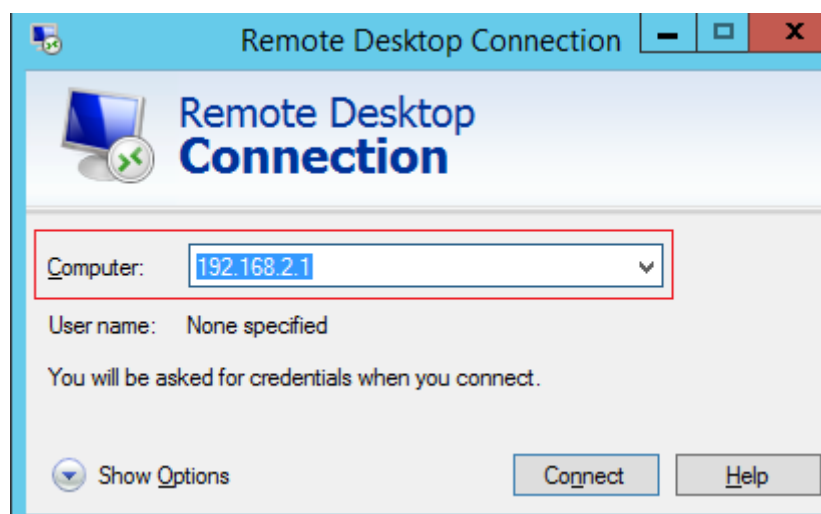 Remote Desktop Connection
Remote Desktop
Connection
Computer: 192.168.2.1
User name: None specified
You will be asked for credentials when you connect.
Show Options Connect Help